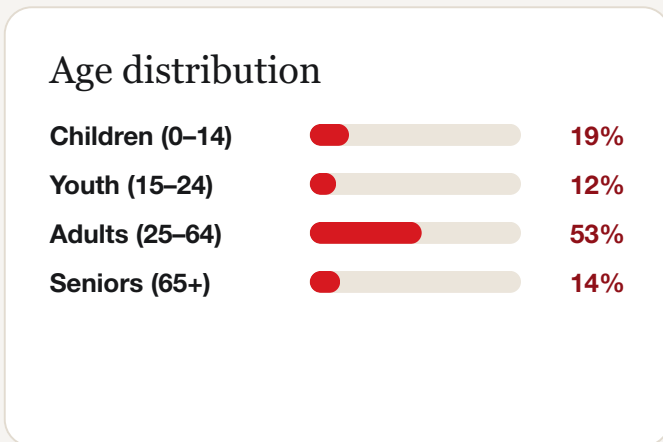 Age distribution
Children (0–14) 19%
Youth (15–24) 12%
Adults (25–64) 53%
Seniors (65+) 14%